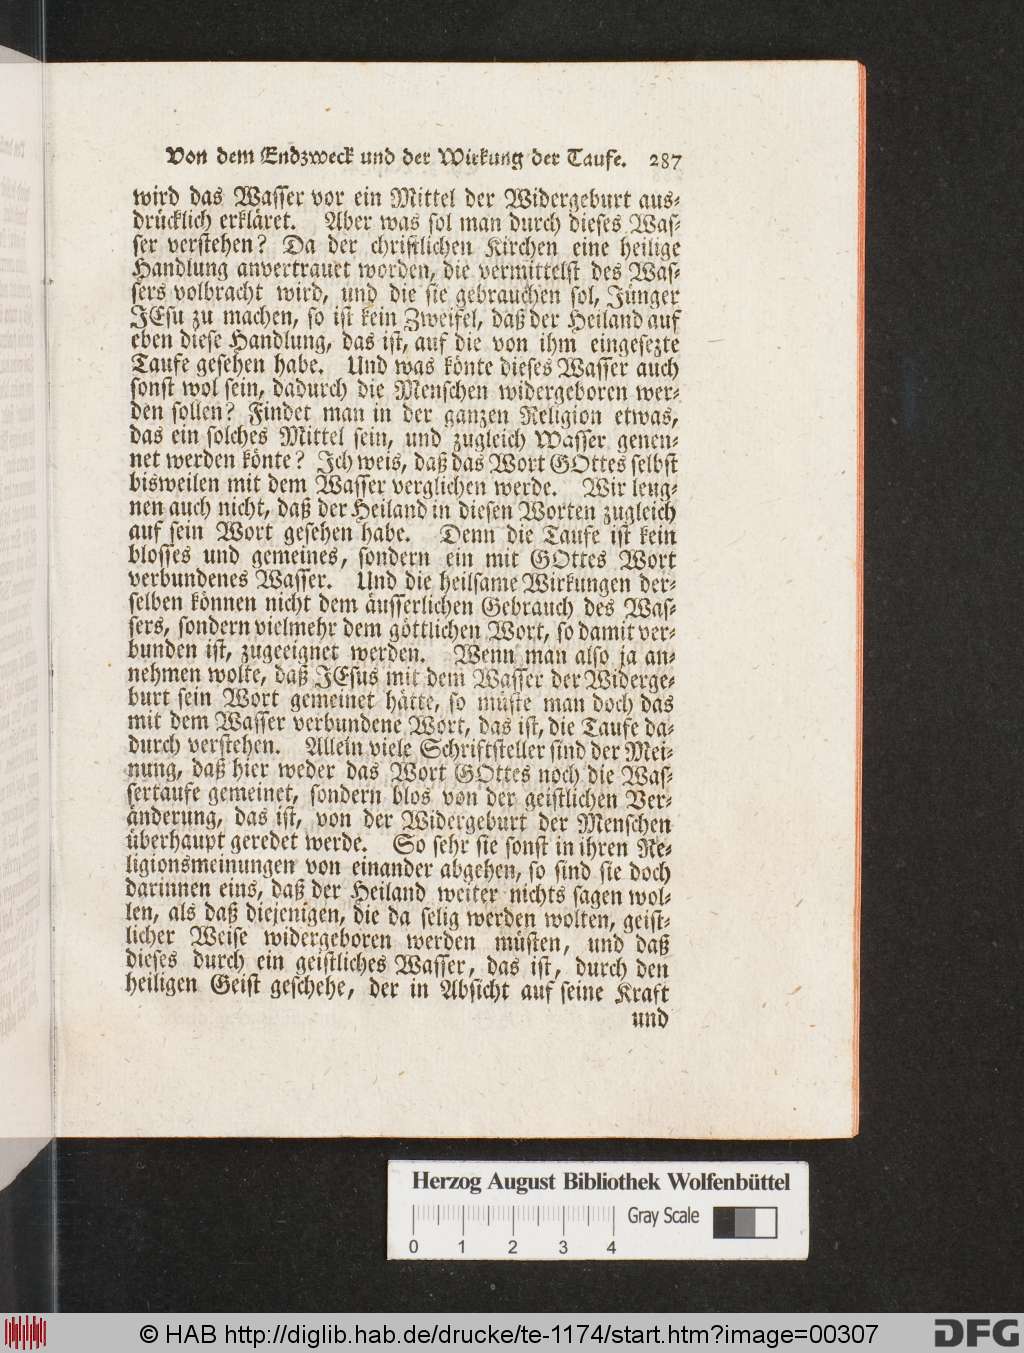 Von dem Endzweck und der Wirkung der Taufe. 287
wird das Wasser vor ein Mittel der Widergeburt aus-
drücklich erkläret. Aber was sol man durch dieses Was-
ser verstehen? Da der christlichen Kirchen eine heilige
Handlung anvertrauet worden, die vermittelst des Was-
sers volbracht wird, und die sie gebrauchen sol, Jünger
JEsu zu machen, so ist kein Zweifel, daß der Heiland auf
eben diese Handlung, das ist, auf die von ihm eingesezte
Taufe gesehen habe. Und was könte dieses Wasser auch
sonst wol sein, dadurch die Menschen widergeboren wer-
den sollen? Findet man in der ganzen Religion etwas,
das ein solches Mittel sein, und zugleich Wasser genen-
net werden könte? Ich weis, daß das Wort GOttes selbst
bisweilen mit dem Wasser verglichen werde. Wir leug-
nen auch nicht, daß der Heiland in diesen Worten zugleich
auf sein Wort gesehen habe. Denn die Taufe ist kein
blosses und gemeines, sondern ein mit GOttes Wort
verbundenes Wasser. Und die heilsame Wirkungen der-
selben können nicht dem äusserlichen Gebrauch des Was-
sers, sondern vielmehr dem göttlichen Wort, so damit ver-
bunden ist, zugeeignet werden. Wenn man also ja an-
nehmen wolte, daß JEsus mit dem Wasser der Widerge-
burt sein Wort gemeinet hätte, so müste man doch das
mit dem Wasser verbundene Wort, das ist, die Taufe da-
durch verstehen. Allein viele Schriftsteller sind der Mei-
nung, daß hier weder das Wort GOttes noch die Was-
sertaufe gemeinet, sondern blos von der geistlichen Ver-
änderung, das ist, von der Widergeburt der Menschen
überhaupt geredet werde. So sehr sie sonst in ihren Re-
ligionsmeinungen von einander abgehen, so sind sie doch
darinnen eins, daß der Heiland weiter nichts sagen wol-
len, als daß diejenigen, die da selig werden wolten, geist-
licher Weise widergeboren werden müsten, und daß
dieses durch ein geistliches Wasser, das ist, durch den
heiligen Geist geschehe, der in Absicht auf seine Kraft
und
Herzog August Bibliothek Wolfenbüttel
Gray Scale
0 1 2 3 4
© HAB http://diglib.hab.de/drucke/te-1174/start.htm?image=00307
DFG